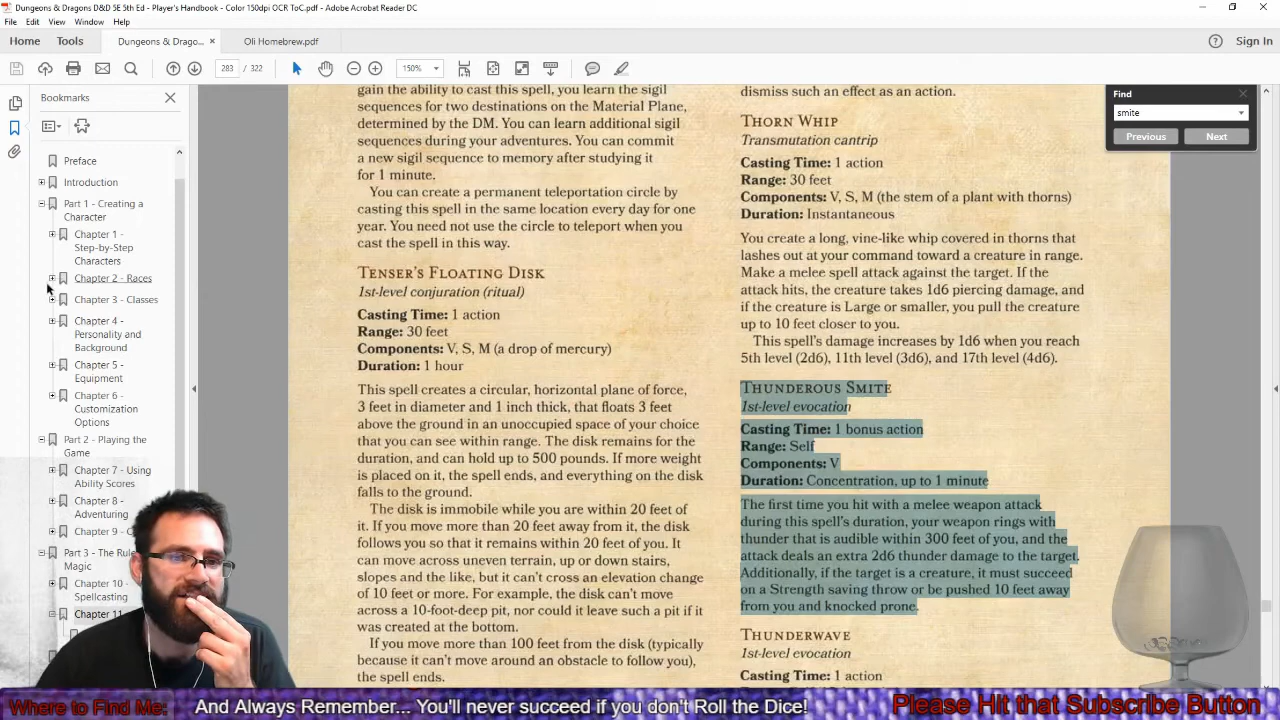 Dungeons & Dragons D&D 5E 5th Ed - Player's Handbook - Color 150dpi OCR ToC.pdf - Adobe Acrobat Reader DC
File Edit View Window Help
Home Tools Dungeons & Drago... × Oli Homebrew.pdf Sign In
283 / 322 150%
Bookmarks
Preface
Introduction
Part 1 - Creating a
Character
Chapter 1 -
Step-by-Step
Characters
Chapter 2 - Races
Chapter 3 - Classes
Chapter 4 -
Personality and
Background
Chapter 5 -
Equipment
Chapter 6 -
Customization
Options
Part 2 - Playing the
Game
Chapter 7 - Using
Ability Scores
Chapter 8 -
Adventuring
Chapter 9 - C
Part 3 - The Rule
Magic
Chapter 10
Spellcasting
Chapter 11
gain the ability to cast this spell, you learn the sigil
sequences for two destinations on the Material Plane,
determined by the DM. You can learn additional sigil
sequences during your adventures. You can commit
a new sigil sequence to memory after studying it
for 1 minute.
You can create a permanent teleportation circle by
casting this spell in the same location every day for one
year. You need not use the circle to teleport when you
cast the spell in this way.
TENSER'S FLOATING DISK
1st-level conjuration (ritual)
Casting Time: 1 action
Range: 30 feet
Components: V, S, M (a drop of mercury)
Duration: 1 hour
This spell creates a circular, horizontal plane of force,
3 feet in diameter and 1 inch thick, that floats 3 feet
above the ground in an unoccupied space of your choice
that you can see within range. The disk remains for the
duration, and can hold up to 500 pounds. If more weight
is placed on it, the spell ends, and everything on the disk
falls to the ground.
The disk is immobile while you are within 20 feet of
it. If you move more than 20 feet away from it, the disk
follows you so that it remains within 20 feet of you. It
can move across uneven terrain, up or down stairs,
slopes and the like, but it can't cross an elevation change
of 10 feet or more. For example, the disk can't move
across a 10-foot-deep pit, nor could it leave such a pit if it
was created at the bottom.
If you move more than 100 feet from the disk (typically
because it can't move around an obstacle to follow you),
the spell ends.
dismiss such an effect as an action.
THORN WHIP
Transmutation cantrip
Casting Time: 1 action
Range: 30 feet
Components: V, S, M (the stem of a plant with thorns)
Duration: Instantaneous
You create a long, vine-like whip covered in thorns that
lashes out at your command toward a creature in range.
Make a melee spell attack against the target. If the
attack hits, the creature takes 1d6 piercing damage, and
if the creature is Large or smaller, you pull the creature
up to 10 feet closer to you.
This spell's damage increases by 1d6 when you reach
5th level (2d6), 11th level (3d6), and 17th level (4d6).
THUNDEROUS SMITE
1st-level evocation
Casting Time: 1 bonus action
Range: Self
Components: V
Duration: Concentration, up to 1 minute
The first time you hit with a melee weapon attack
during this spell's duration, your weapon rings with
thunder that is audible within 300 feet of you, and the
attack deals an extra 2d6 thunder damage to the target.
Additionally, if the target is a creature, it must succeed
on a Strength saving throw or be pushed 10 feet away
from you and knocked prone.
THUNDERWAVE
1st-level evocation
Casting Time: 1 action
Find
smite
Previous Next
Where to Find Me: And Always Remember... You'll never succeed if you don't Roll the Dice! Please Hit that Subscribe Button